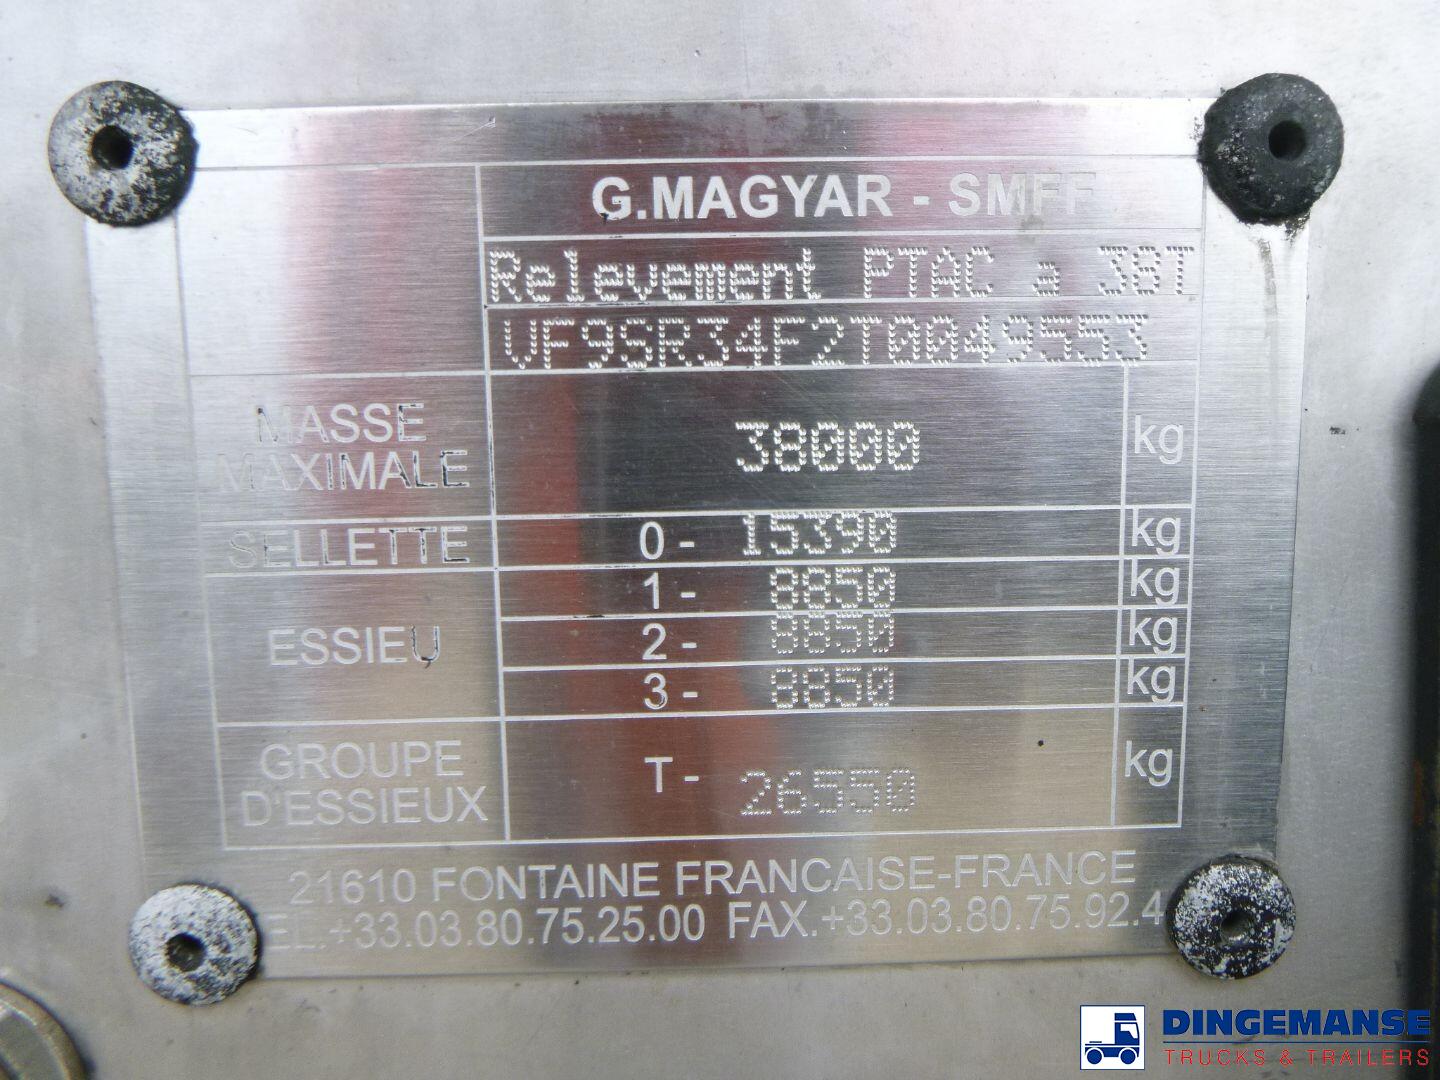 G.MAGYAR - SMFF
Relevement PTAC a 38T
VF9SR34F2T0049553
MASSE
MAXIMALE
38000 kg
SELLETTE 0- 15390 kg
ESSIEU
1- 8850 kg
2- 8850 kg
3- 8850 kg
GROUPE
D'ESSIEUX
T- 26550 kg
21610 FONTAINE FRANCAISE-FRANCE
EL.+33.03.80.75.25.00 FAX.+33.03.80.75.92.4
DINGEMANSE
TRUCKS & TRAILERS